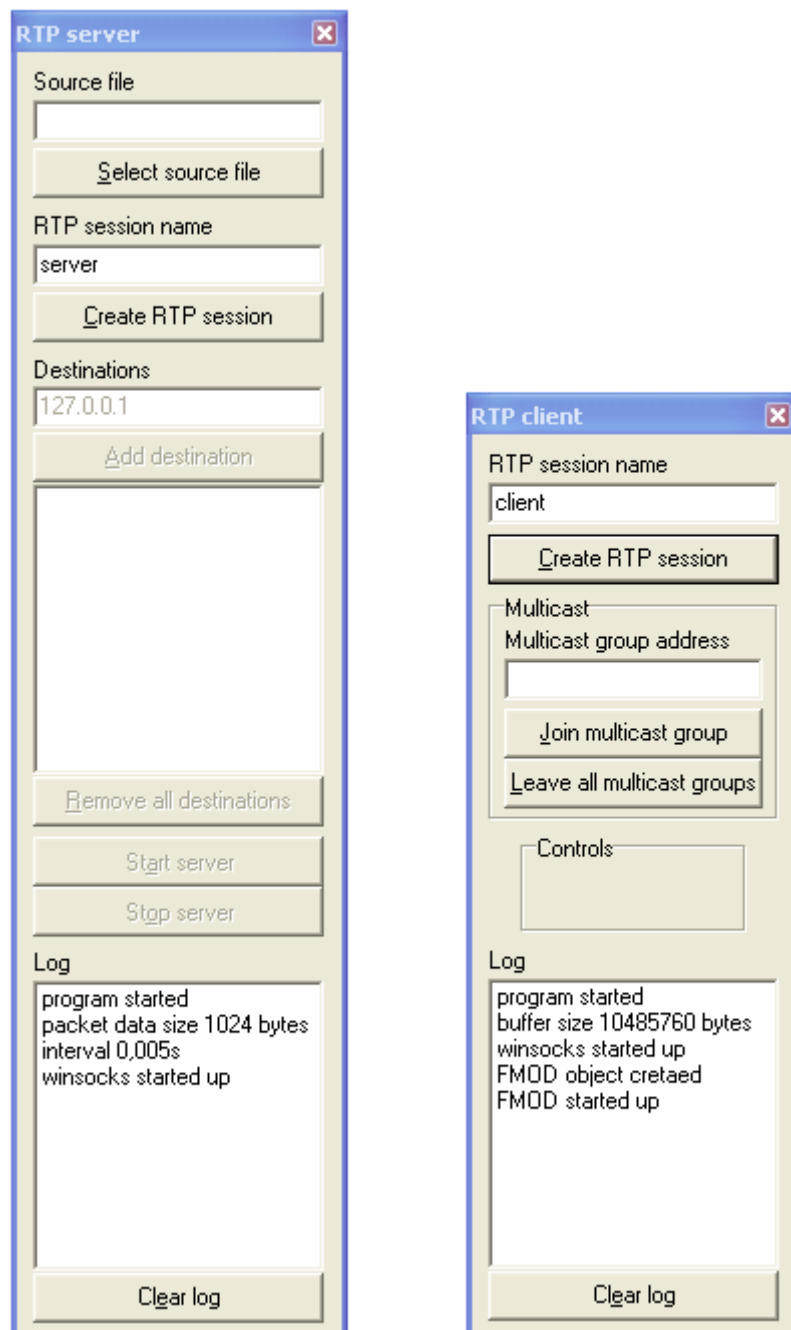 RTP server
Source file
Select source file
RTP session name
server
Create RTP session
Destinations
127.0.0.1
Add destination
Remove all destinations
Start server
Stop server
Log
program started
packet data size 1024 bytes
interval 0,005s
winsocks started up
Clear log
RTP client
RTP session name
client
Create RTP session
Multicast
Multicast group address
Join multicast group
Leave all multicast groups
Controls
Log
program started
buffer size 10485760 bytes
winsocks started up
FMOD object cretaed
FMOD started up
Clear log